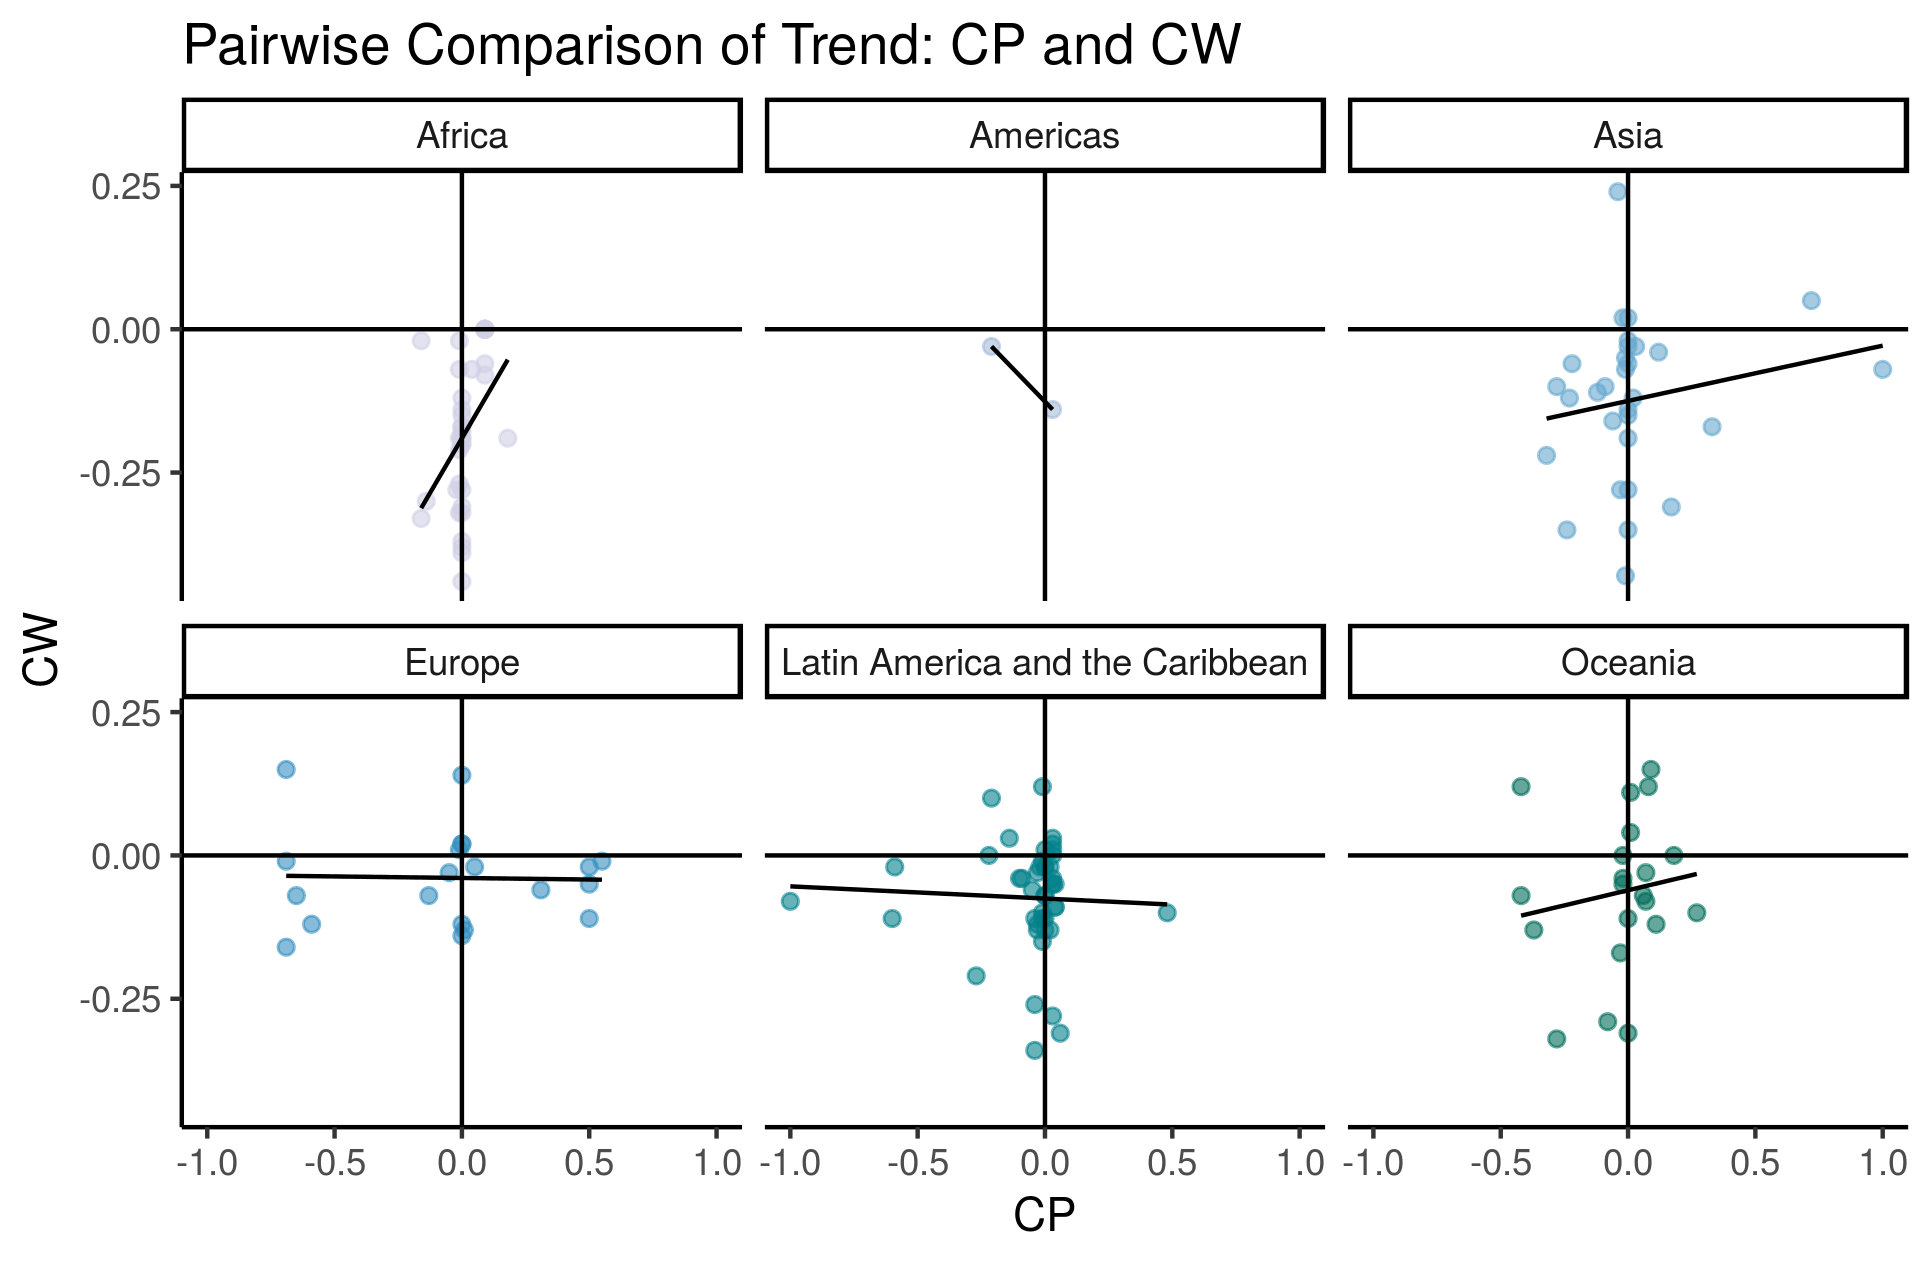 Pairwise Comparison of Trend: CP and CW
Africa
Americas
Asia
0.25
0.00
-0.25
CW
Europe
Latin America and the Caribbean
Oceania
0.25
0.00
-0.25
-1.0 -0.5 0.0 0.5 1.0
-1.0 -0.5 0.0 0.5 1.0
-1.0 -0.5 0.0 0.5 1.0
CP